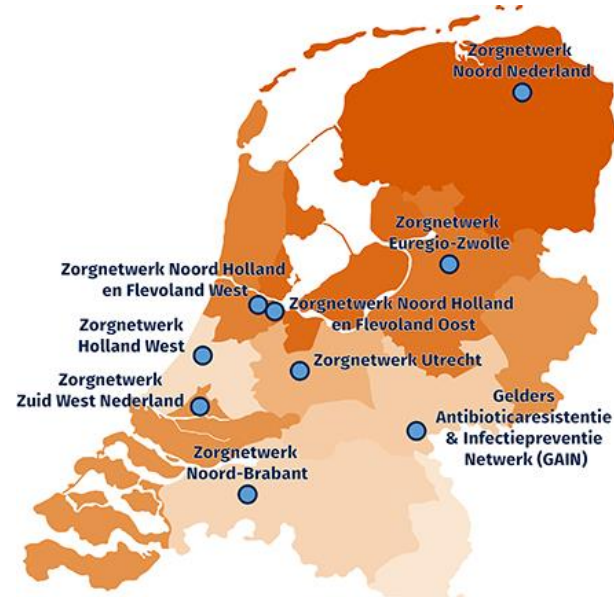 Zorgnetwerk
Noord Nederland
Zorgnetwerk
Euregio-Zwolle
Zorgnetwerk Noord Holland
en Flevoland West
Zorgnetwerk Noord Holland
en Flevoland Oost
Zorgnetwerk
Holland West
Zorgnetwerk Utrecht
Zorgnetwerk
Zuid West Nederland
Gelders
Antibioticaresistentie
& Infectiepreventie
Netwerk (GAIN)
Zorgnetwerk
Noord-Brabant